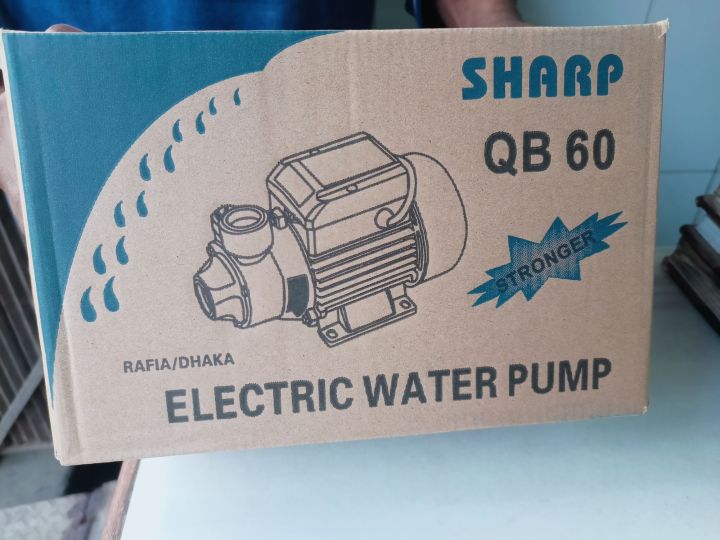 SHARP
QB 60
STRONGER
RAFIA/DHAKA
ELECTRIC WATER PUMP